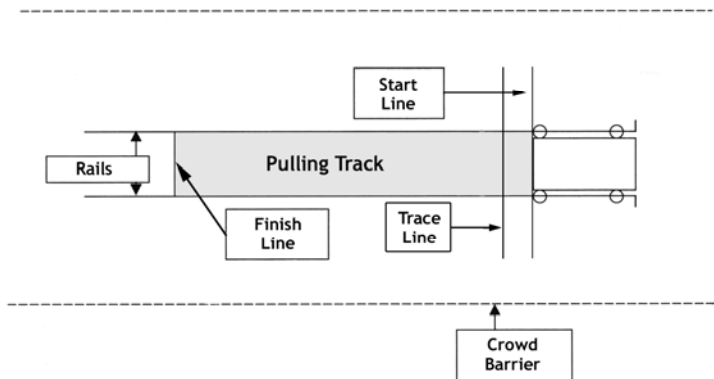 Start
Line
Pulling Track
Rails
Finish
Line
Trace
Line
Crowd
Barrier